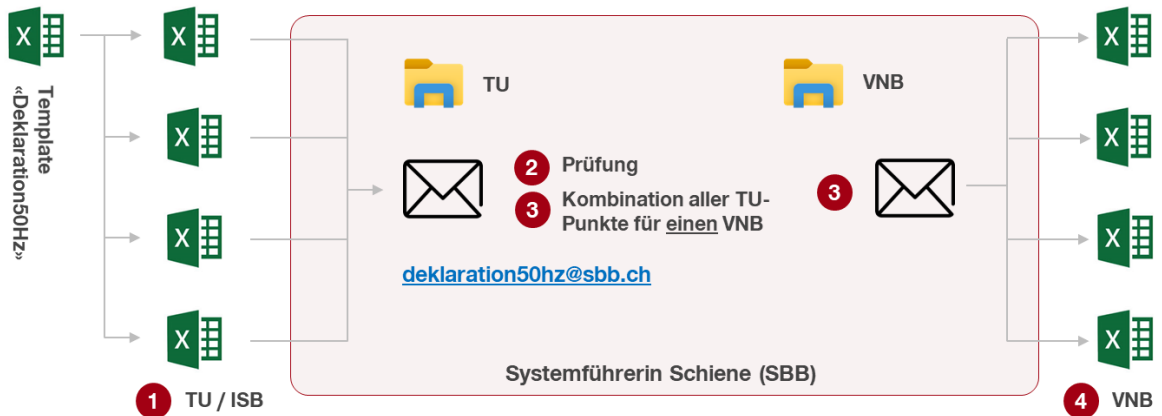 Template
«Deklaration50Hz»
TU
VNB
2 Prüfung
3 Kombination aller TU-
Punkte für einen VNB
3
deklaration50hz@sbb.ch
Systemführerin Schiene (SBB)
1 TU / ISB
4 VNB
X
X
X
X
X
X
X
X
X